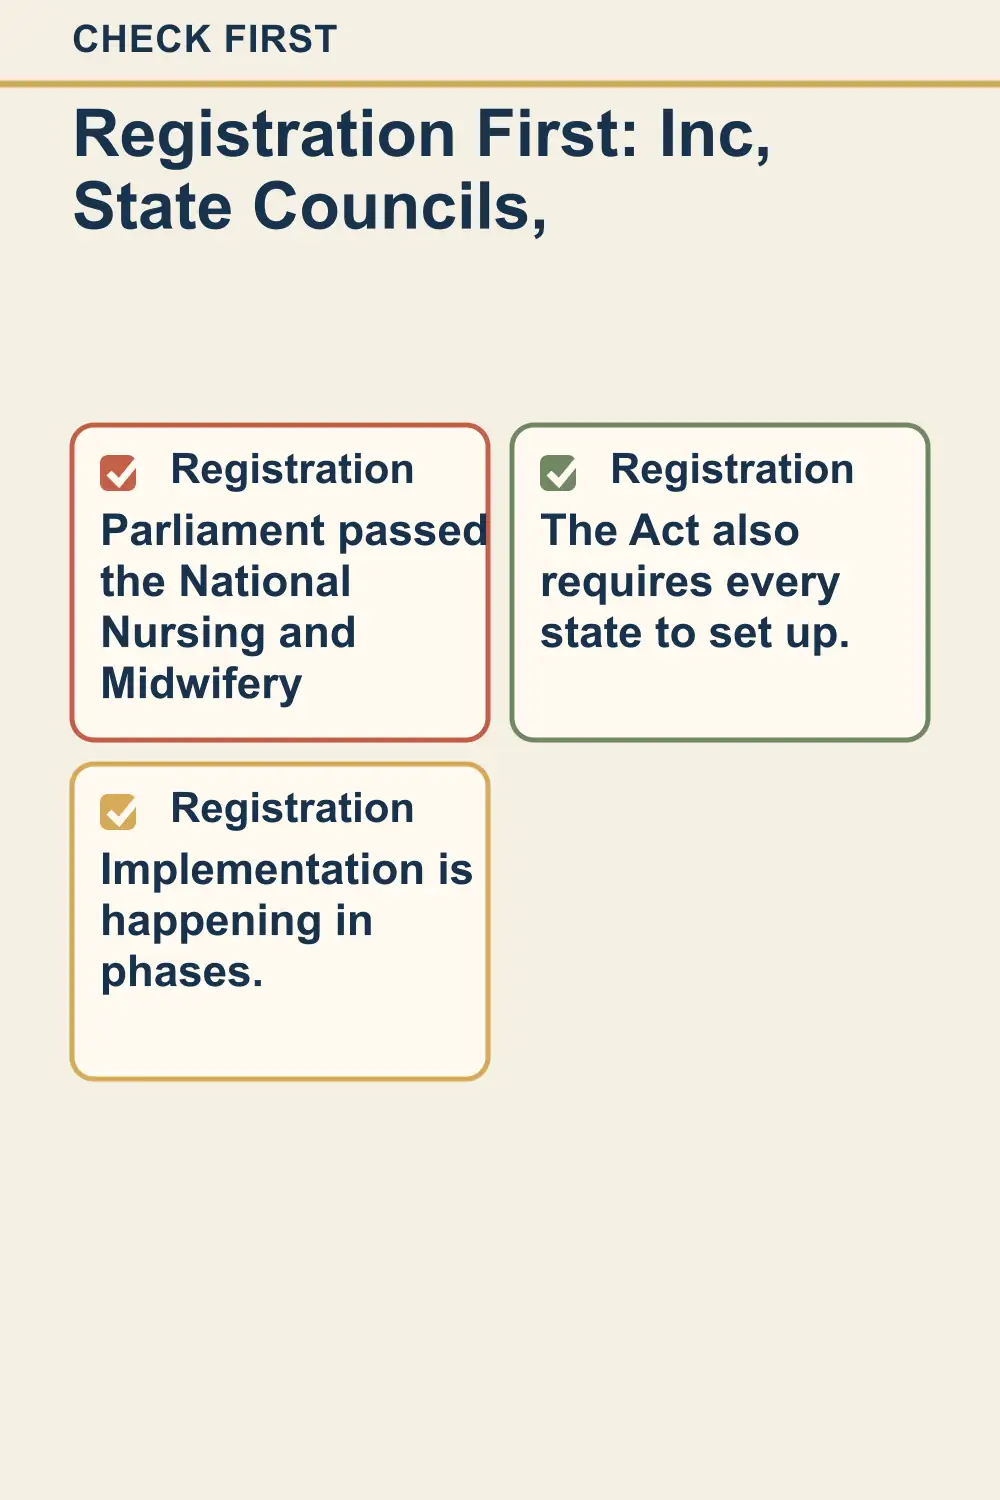 CHECK FIRST
Registration First: Inc,
State Councils,
Registration
Parliament passed
the National
Nursing and
Midwifery
Registration
The Act also
requires every
state to set up.
Registration
Implementation is
happening in
phases.